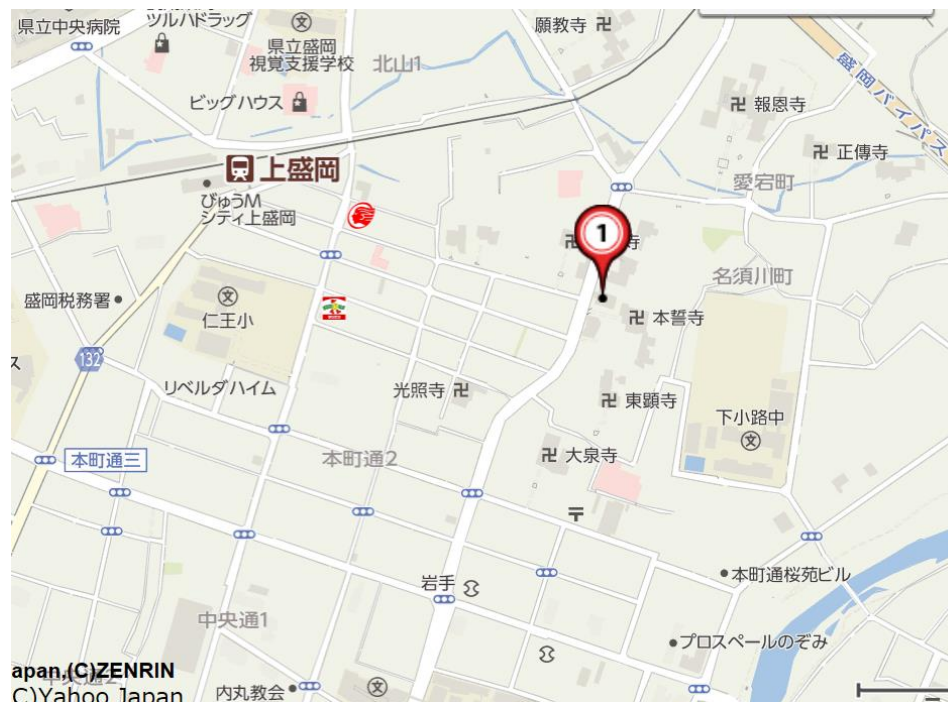 県立中央病院
ツルハドラッグ
県立盛岡
視覚支援学校
北山1
願教寺
盛岡バイパス
ビッグハウス
報恩寺
正傳寺
上盛岡
愛宕町
びゅうM
シティ上盛岡
1
寺
名須川町
盛岡税務署
仁王小
本誓寺
ス
132
リベルダハイム
光照寺
東顕寺
下小路中
文
本町通三
本町通2
大泉寺
岩手
本町通桜苑ビル
中央通1
プロスペールのぞみ
apan,(C)ZENRIN
C)Yahoo Japan
内丸教会
文